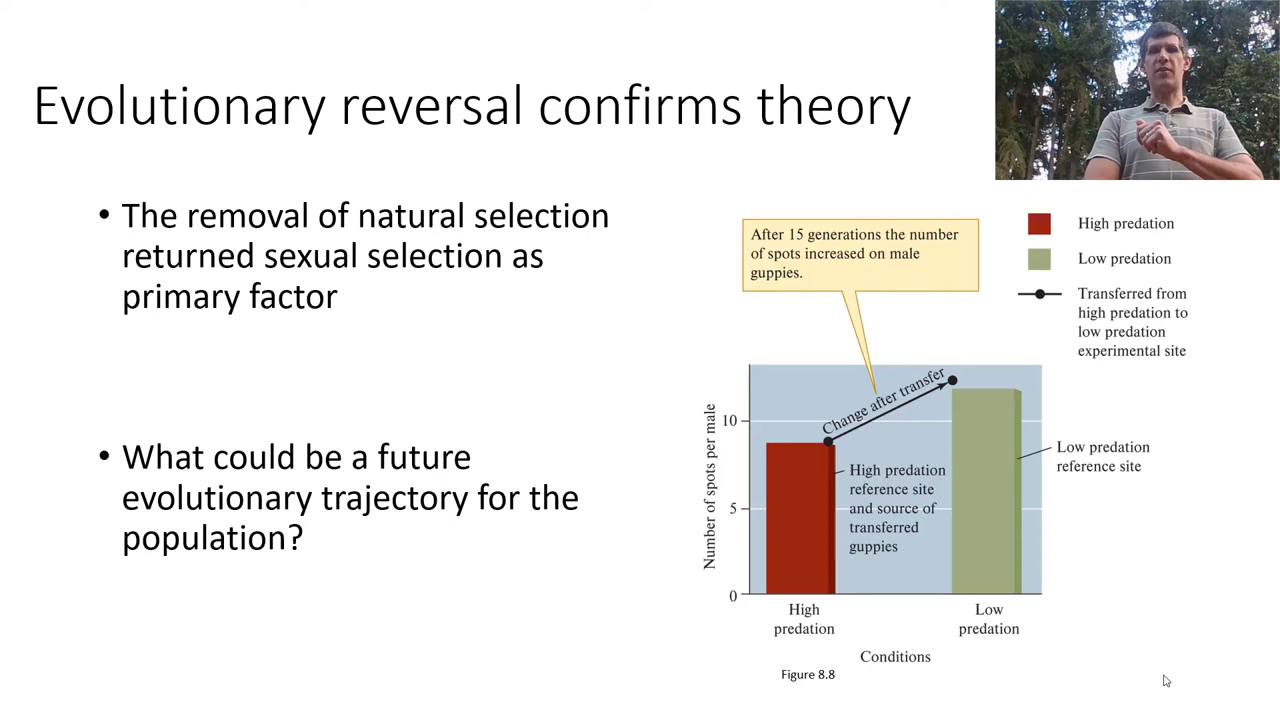 Evolutionary reversal confirms theory
• The removal of natural selection
returned sexual selection as
primary factor
• What could be a future
evolutionary trajectory for the
population?
High predation
Low predation
Transferred from
high predation to
low predation
experimental site
After 15 generations the number
of spots increased on male
guppies.
Change after transfer
Number of spots per male
10
5
0
High predation
reference site
and source of
transferred
guppies
Low predation
reference site
High
predation
Low
predation
Conditions
Figure 8.8